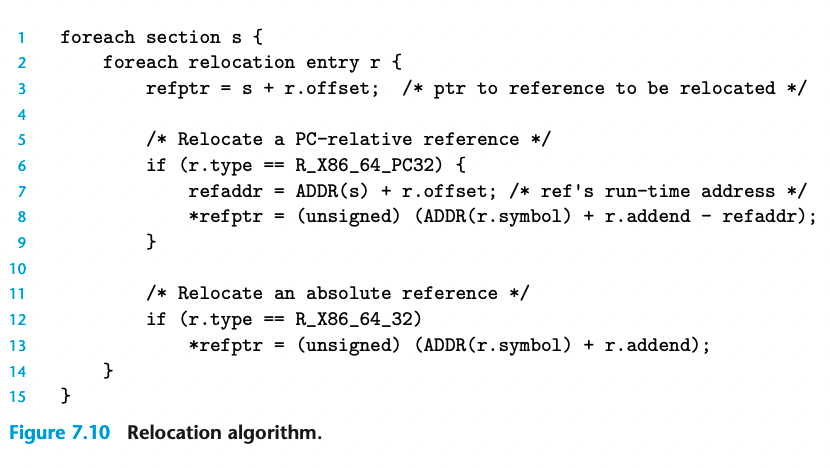 1 foreach section s {
2 foreach relocation entry r {
3 refptr = s + r.offset; /* ptr to reference to be relocated */
4
5 /* Relocate a PC-relative reference */
6 if (r.type == R_X86_64_PC32) {
7 refaddr = ADDR(s) + r.offset; /* ref's run-time address */
8 *refptr = (unsigned) (ADDR(r.symbol) + r.addend - refaddr);
9 }
10
11 /* Relocate an absolute reference */
12 if (r.type == R_X86_64_32)
13 *refptr = (unsigned) (ADDR(r.symbol) + r.addend);
14 }
15 }
Figure 7.10 Relocation algorithm.